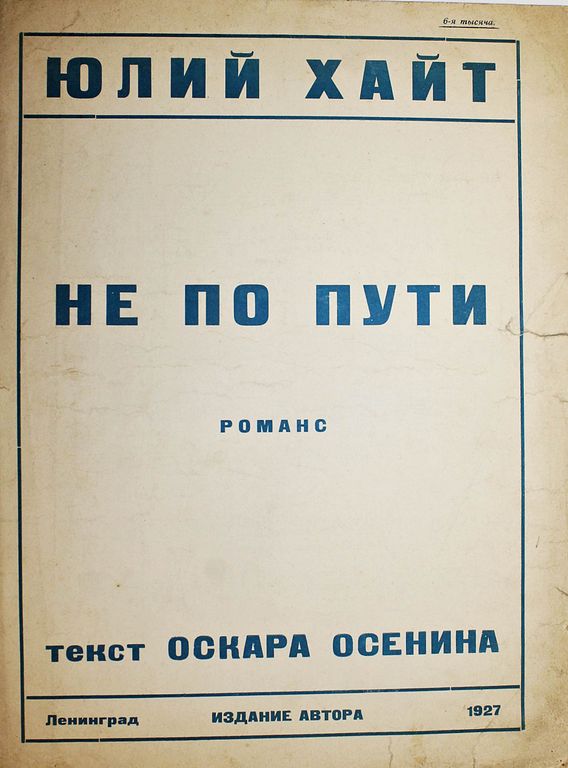 6-я тысяча.
ЮЛИЙ ХАЙТ
НЕ ПО ПУТИ
РОМАНС
текст ОСКАРА ОСЕНИНА
Ленинград ИЗДАНИЕ АВТОРА 1927